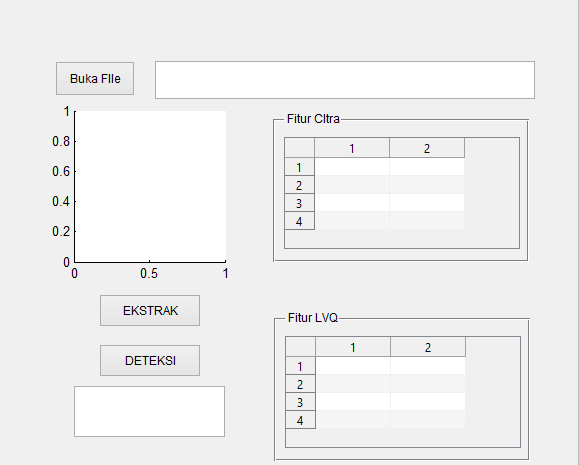 Buka FIle
Fitur CItra
1 2
1
2
3
4
1
0.8
0.6
0.4
0.2
0
0 0.5 1
EKSTRAK
DETEKSI
Fitur LVQ
1 2
1
2
3
4